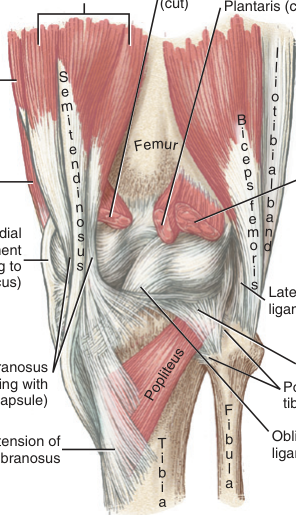 (cut)
Plantaris (c
Iliotibial band
Semitendinosus
Femur
Biceps femoris
dial
ment
g to
cus)
Late
ligan
ranosus
ing with
apsule)
Popliteus
Po
tib
tension of
branosus
Tibia
Fibula
Obli
ligan